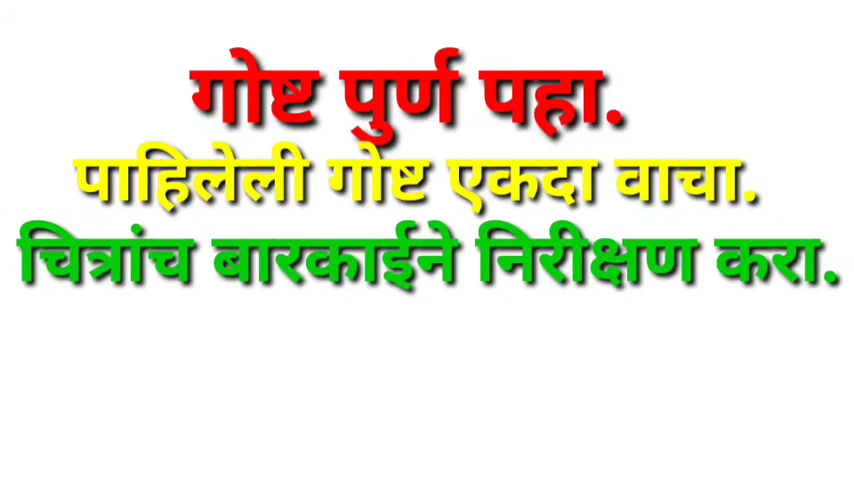 गोष्ट पुर्ण पहा.
पाहिलेली गोष्ट एकदा वाचा.
चित्रांच बारकाईने निरीक्षण करा.